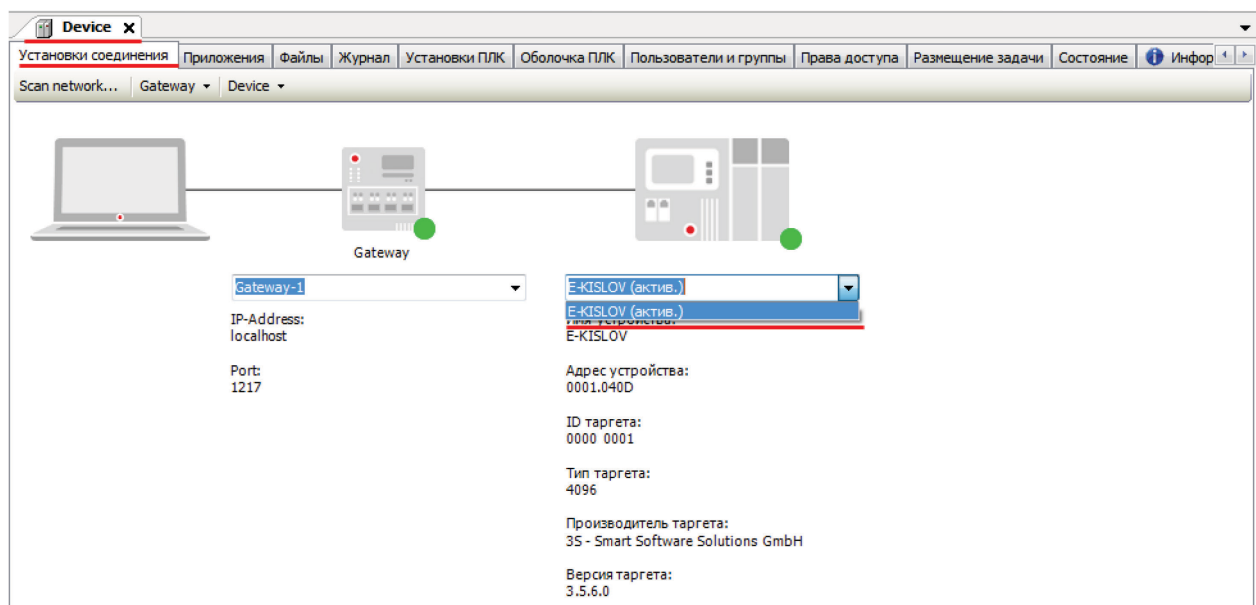 Device X
Установки соединения Приложения Файлы Журнал Установки ПЛК Оболочка ПЛК Пользователи и группы Права доступа Размещение задачи Состояние Инфор
Scan network... Gateway Device
Gateway
Gateway-1 E-KISLOV (актив.)
E-KISLOV (актив.)
IP-Address: Имя устройства:
localhost E-KISLOV
Port: Адрес устройства:
1217 0001.040D
ID таргета:
0000 0001
Тип таргета:
4096
Производитель таргета:
3S - Smart Software Solutions GmbH
Версия таргета:
3.5.6.0